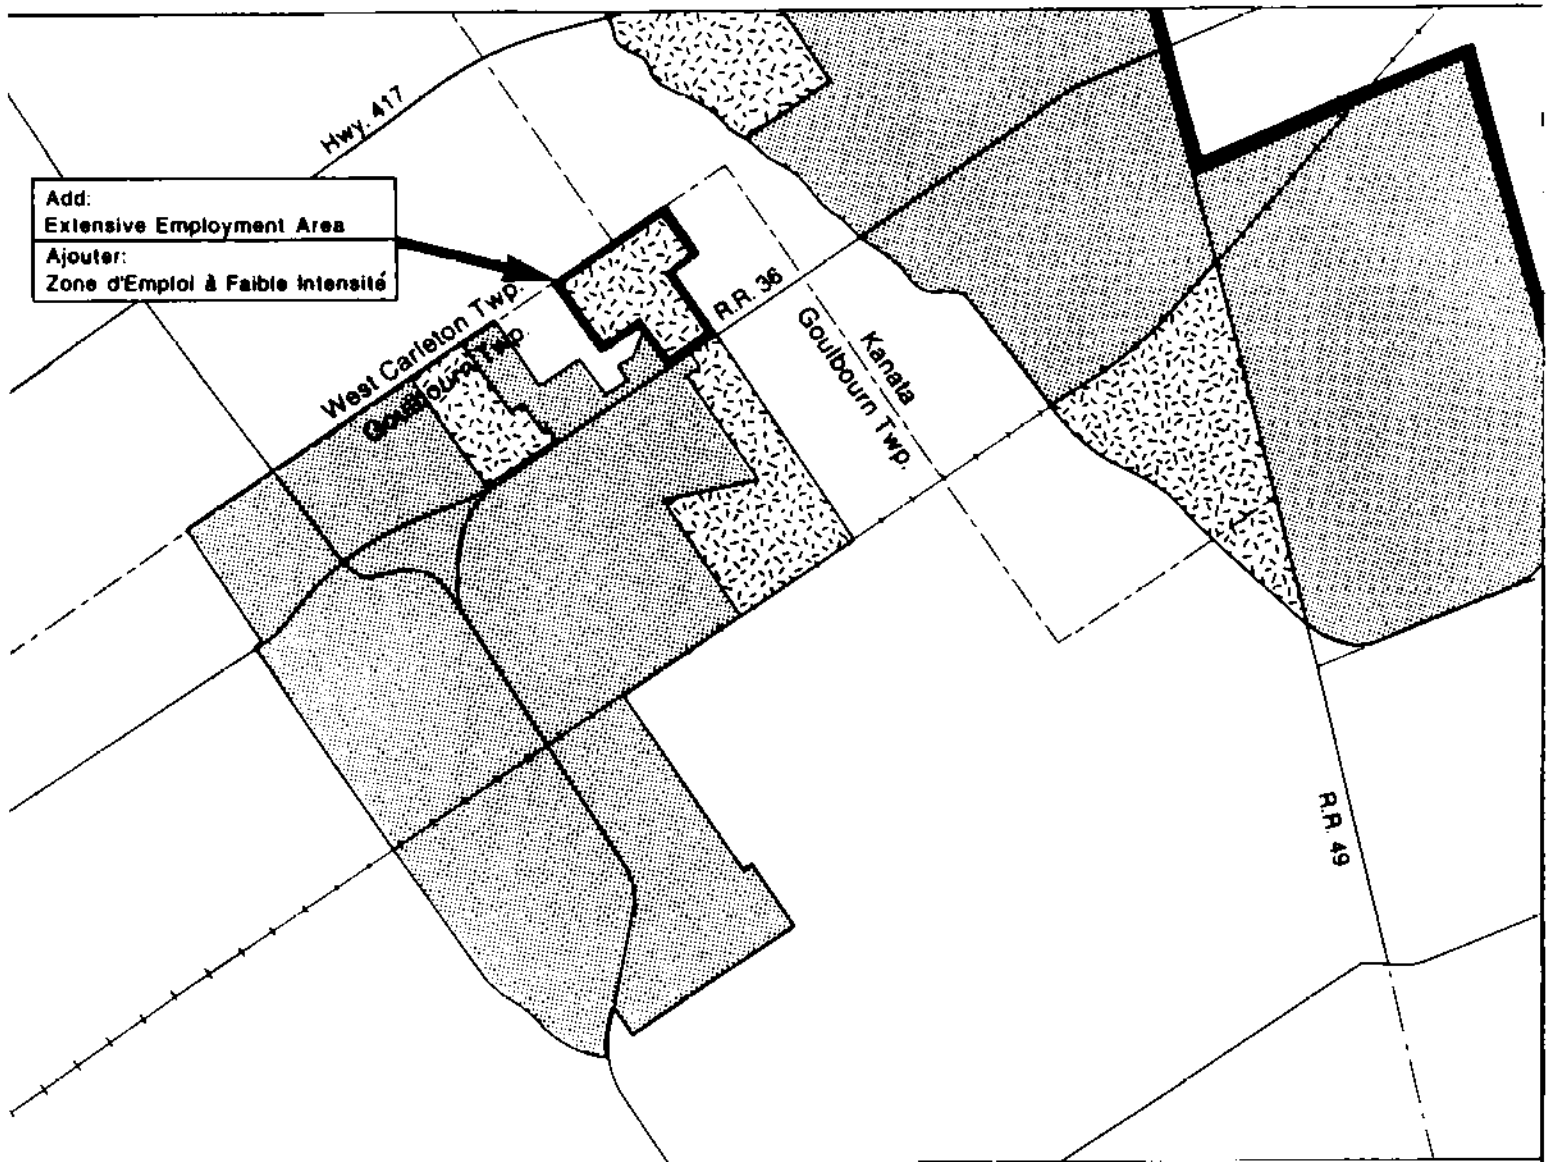 Hwy. 417
Add:
Extensive Employment Area
Ajouter:
Zone d'Emploi à Faible Intensité
West Carleton Twp.
Goulbourn Twp.
R.R. 36
Kanata
Goulbourn Twp.
R.R. 49